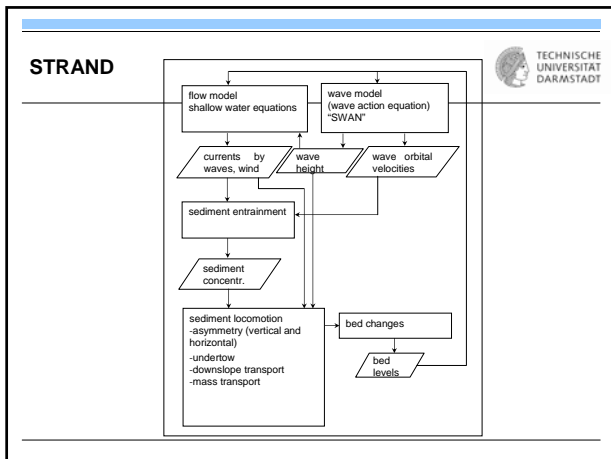 STRAND
TECHNISCHE
UNIVERSITÄT
DARMSTADT
flow model
shallow water equations
wave model
(wave action equation)
“SWAN”
currents by
waves, wind
wave
height
wave orbital
velocities
sediment entrainment
sediment
concentr.
sediment locomotion
-asymmetry (vertical and
horizontal)
-undertow
-downslope transport
-mass transport
bed changes
bed
levels